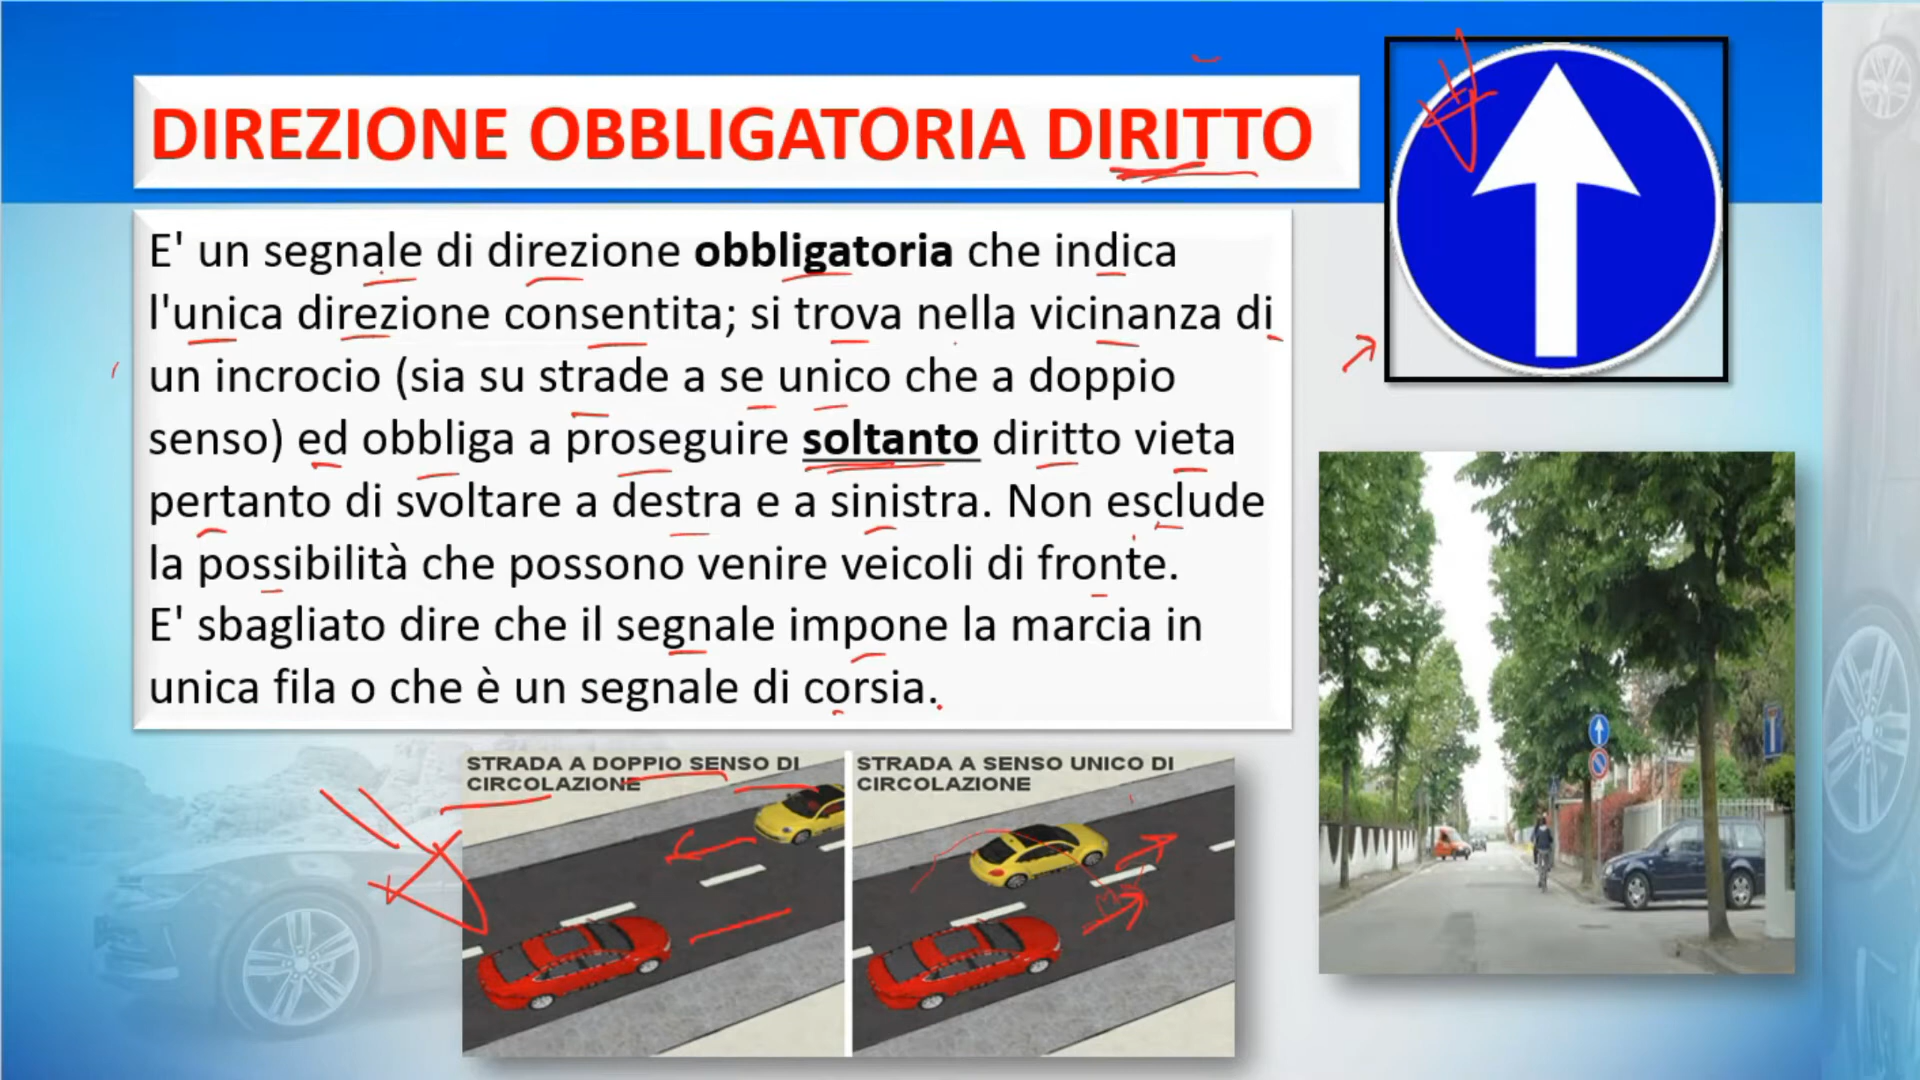 DIREZIONE OBBLIGATORIA DIRITTO
E' un segnale di direzione obbligatoria che indica
l'unica direzione consentita; si trova nella vicinanza di
un incrocio (sia su strade a se unico che a doppio
senso) ed obbliga a proseguire soltanto diritto vieta
pertanto di svoltare a destra e a sinistra. Non esclude
la possibilità che possono venire veicoli di fronte.
E' sbagliato dire che il segnale impone la marcia in
unica fila o che è un segnale di corsia.
STRADA A DOPPIO SENSO DI
CIRCOLAZIONE
STRADA A SENSO UNICO DI
CIRCOLAZIONE